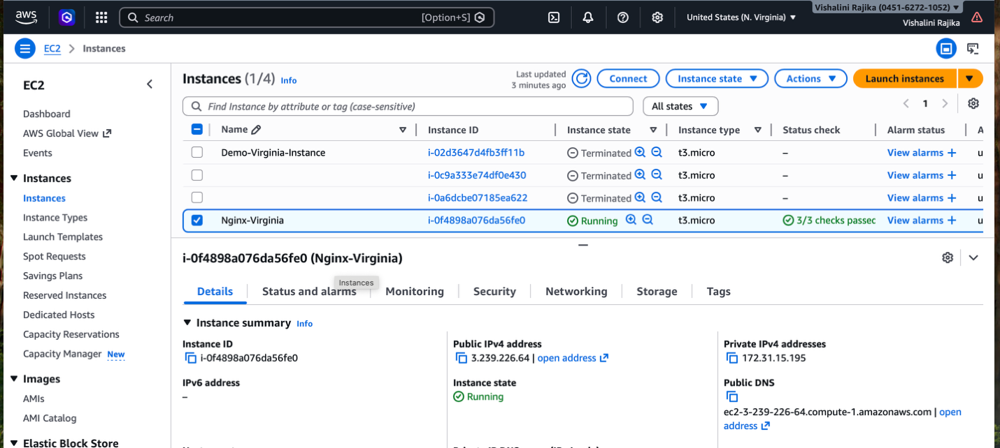 aws
Search [Option+S]
United States (N. Virginia)
Vishalini Rajika (0451-6272-1052)
Vishalini Rajika
EC2 Instances
EC2
Dashboard
AWS Global View
Events
Instances
Instances
Instance Types
Launch Templates
Spot Requests
Savings Plans
Reserved Instances
Dedicated Hosts
Capacity Reservations
Capacity Manager New
Images
AMIs
AMI Catalog
Elastic Block Store
Instances (1/4) Info
Last updated
3 minutes ago
Connect Instance state Actions Launch instances
Find Instance by attribute or tag (case-sensitive) All states 1
Name Instance ID Instance state Instance type Status check Alarm status A
Demo-Virginia-Instance i-02d3647d4fb3ff11b Terminated t3.micro – View alarms + u
i-0c9a333e74df0e430 Terminated t3.micro – View alarms + u
i-0a6dcbe07185ea622 Terminated t3.micro – View alarms + u
Nginx-Virginia i-0f4898a076da56fe0 Running t3.micro 3/3 checks passec View alarms + u
i-0f4898a076da56fe0 (Nginx-Virginia)
Instances
Details Status and alarms Monitoring Security Networking Storage Tags
Instance summary Info
Instance ID
i-0f4898a076da56fe0
IPv6 address
–
Public IPv4 address
3.239.226.64 | open address
Instance state
Running
Private IPv4 addresses
172.31.15.195
Public DNS
ec2-3-239-226-64.compute-1.amazonaws.com | open
address